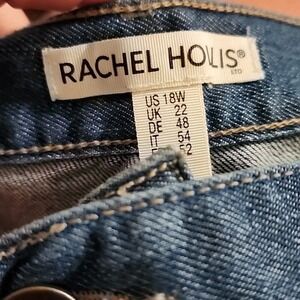 RACHEL HOLLIS®
LTD
US 18W
UK 22
DE 48
IT 54
52